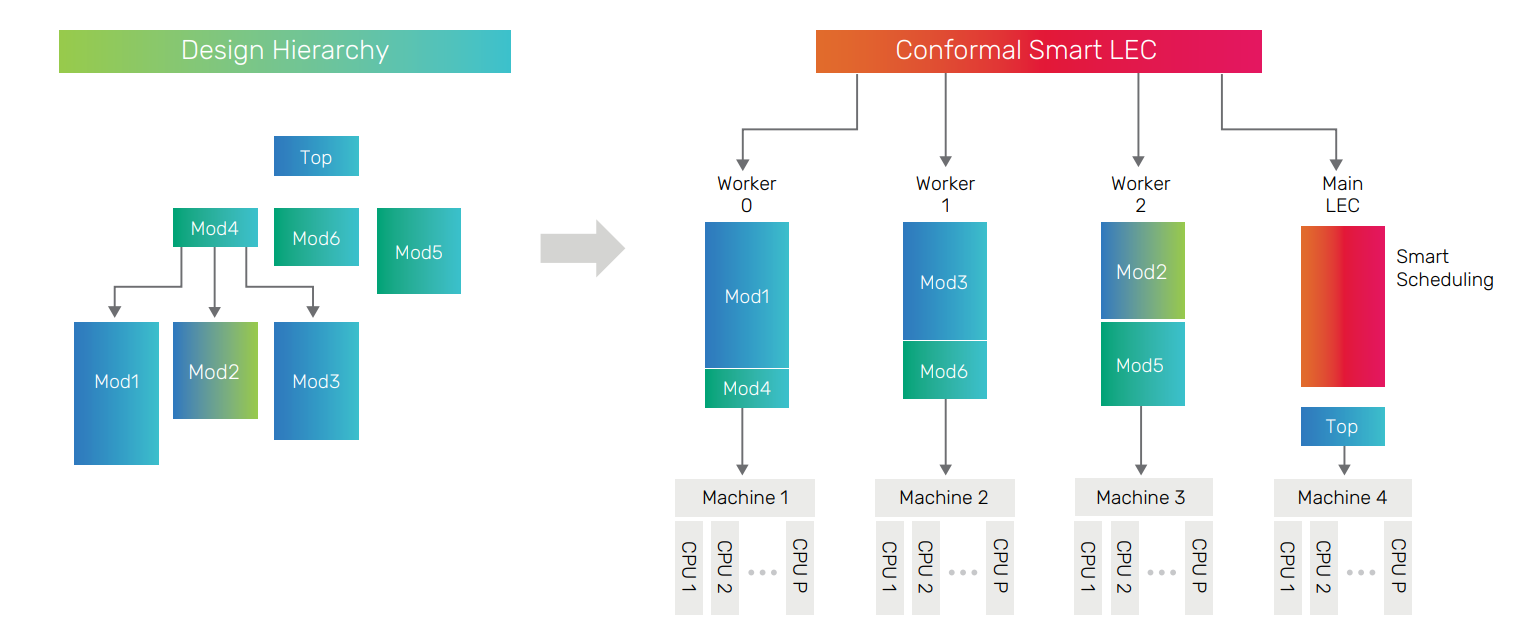 Design Hierarchy
Top
Mod4
Mod6
Mod5
Mod1
Mod2
Mod3
Conformal Smart LEC
Worker
0
Worker
1
Worker
2
Main
LEC
Mod1
Mod4
Mod3
Mod6
Mod2
Mod5
Smart
Scheduling
Top
Machine 1
Machine 2
Machine 3
Machine 4
CPU 1
CPU 2
CPU P
CPU 1
CPU 2
CPU P
CPU 1
CPU 2
CPU P
CPU 1
CPU 2
CPU P